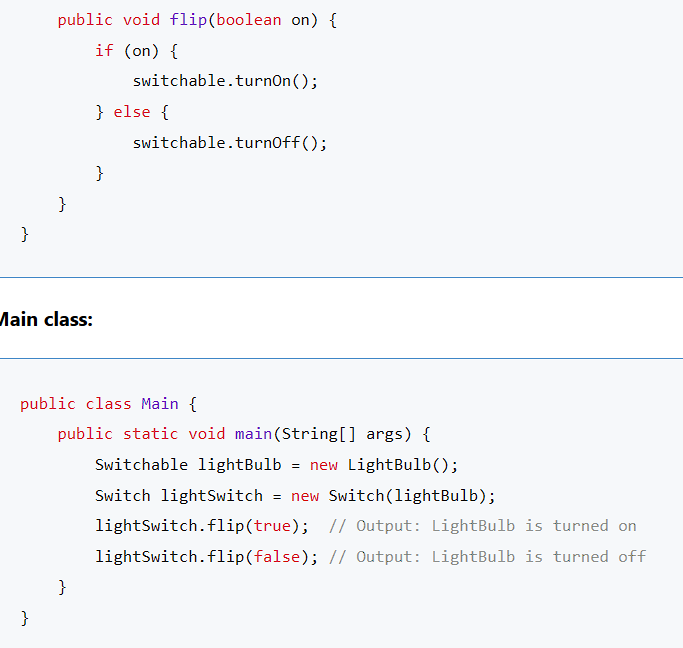 public void flip(boolean on) {
if (on) {
switchable.turnOn();
} else {
switchable.turnOff();
}
}
}
Main class:
public class Main {
public static void main(String[] args) {
Switchable lightBulb = new LightBulb();
Switch lightSwitch = new Switch(lightBulb);
lightSwitch.flip(true);  // Output: LightBulb is turned on
lightSwitch.flip(false); // Output: LightBulb is turned off
}
}